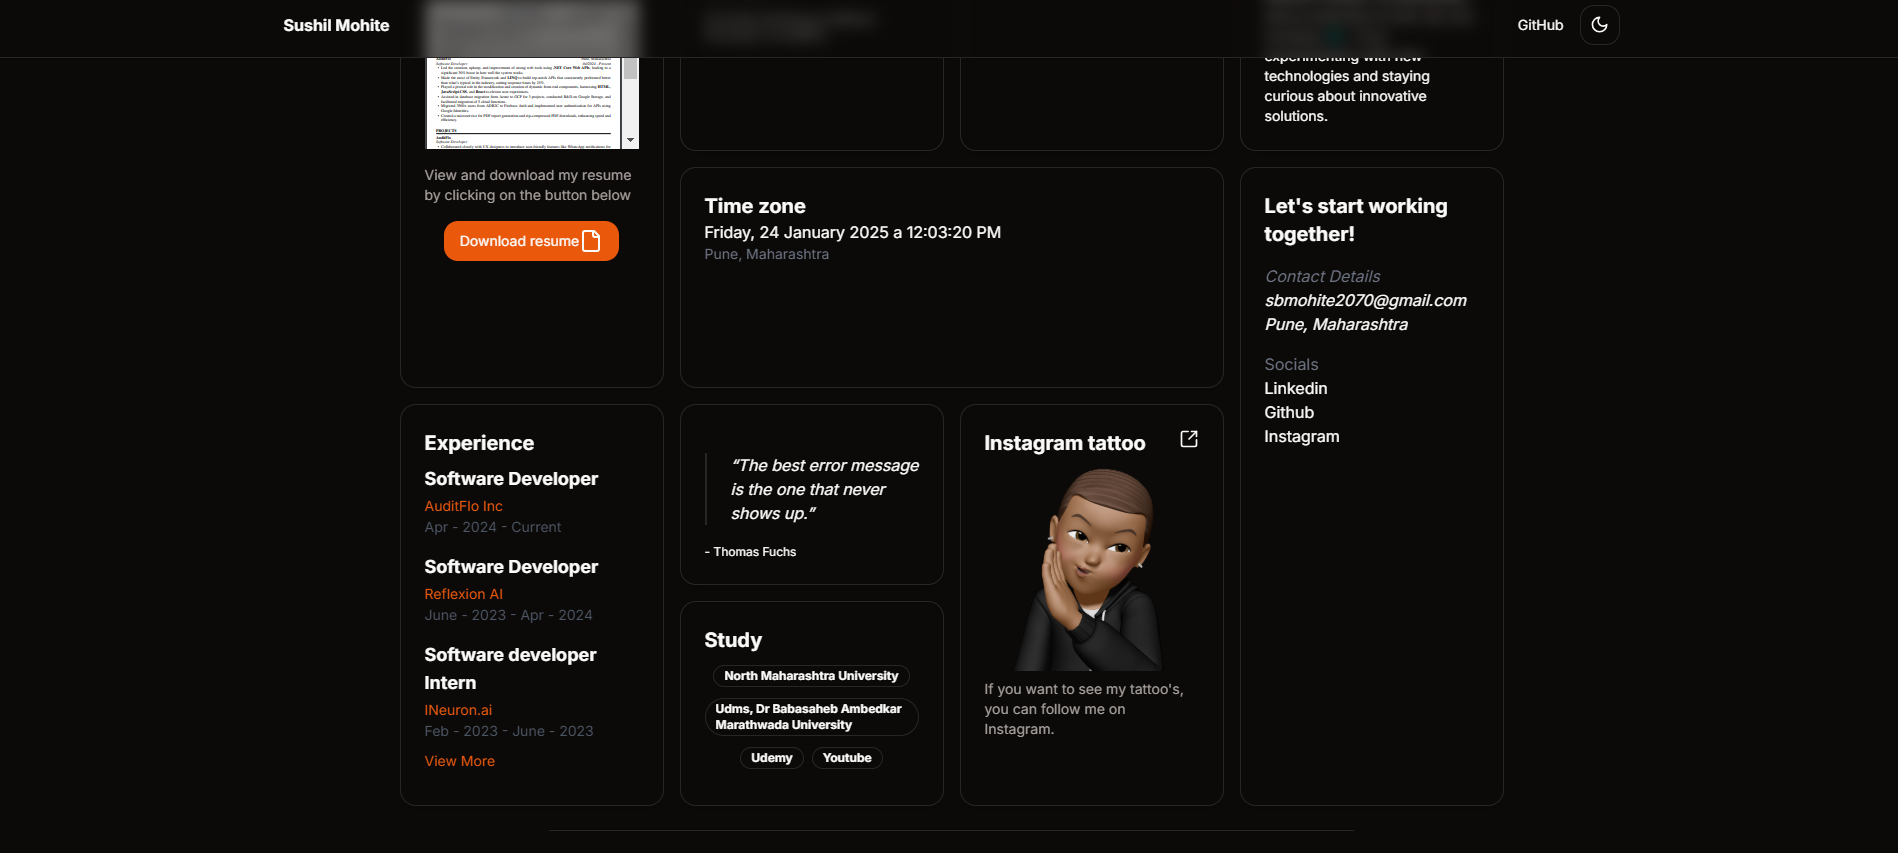 Sushil Mohite
GitHub
Software Developer
PROJECTS
AuditFlo
Software Developer
View and download my resume
by clicking on the button below
Download resume
technologies and staying
curious about innovative
solutions.
Time zone
Friday, 24 January 2025 a 12:03:20 PM
Pune, Maharashtra
Let's start working
together!
Contact Details
sbmohite2070@gmail.com
Pune, Maharashtra
Socials
Linkedin
Github
Instagram
Experience
Software Developer
AuditFlo Inc
Apr - 2024 - Current
Software Developer
Reflexion AI
June - 2023 - Apr - 2024
Software developer
Intern
INeuron.ai
Feb - 2023 - June - 2023
View More
“The best error message
is the one that never
shows up.”
- Thomas Fuchs
Study
North Maharashtra University
Udms, Dr Babasaheb Ambedkar
Marathwada University
Udemy
Youtube
Instagram tattoo
If you want to see my tattoo's,
you can follow me on
Instagram.